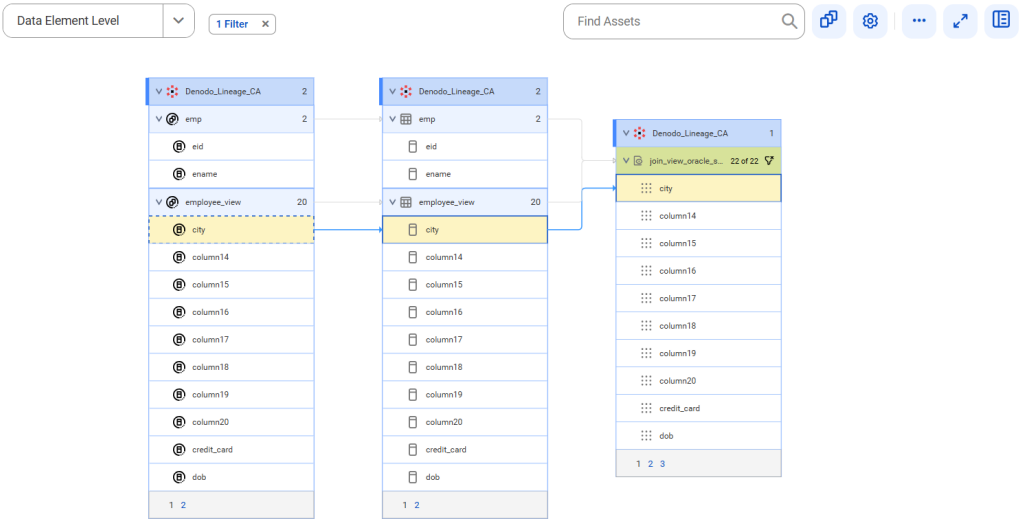 Data Element Level
1 Filter ×
Find Assets
Denodo_Lineage_CA 2
emp 2
eid
ename
employee_view 20
city
column14
column15
column16
column17
column18
column19
column20
credit_card
dob
1 2
Denodo_Lineage_CA 2
emp 2
eid
ename
employee_view 20
city
column14
column15
column16
column17
column18
column19
column20
credit_card
dob
1 2
Denodo_Lineage_CA 1
join_view_oracle_s... 22 of 22
city
column14
column15
column16
column17
column18
column19
column20
credit_card
dob
1 2 3